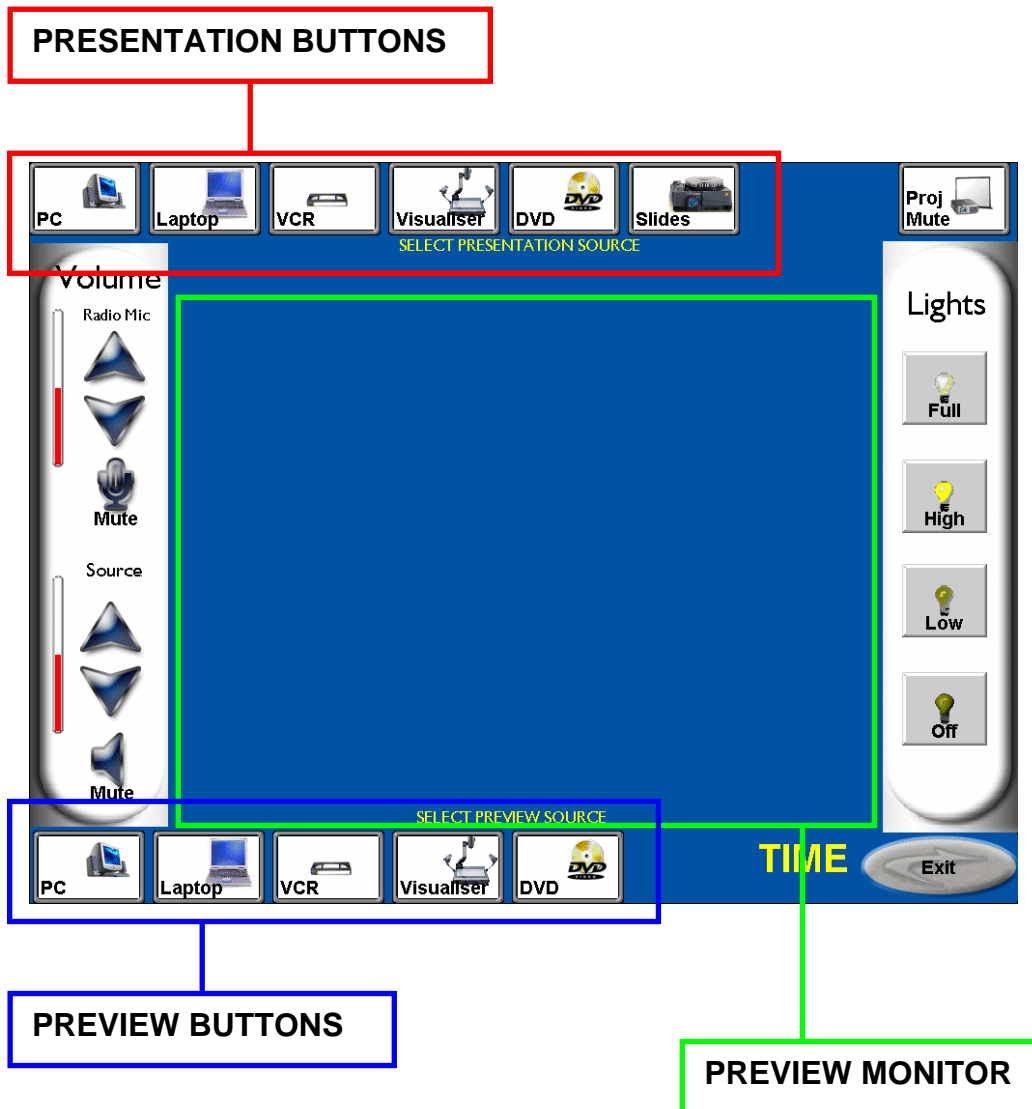 PRESENTATION BUTTONS
PC
Laptop
VCR
Visualiser
DVD
Slides
Proj
Mute
SELECT PRESENTATION SOURCE
Volume
Radio Mic
Mute
Source
Mute
Lights
Full
High
Low
Off
SELECT PREVIEW SOURCE
PC
Laptop
VCR
Visualiser
DVD
DVD
VIDEO
TIME
Exit
PREVIEW BUTTONS
PREVIEW MONITOR